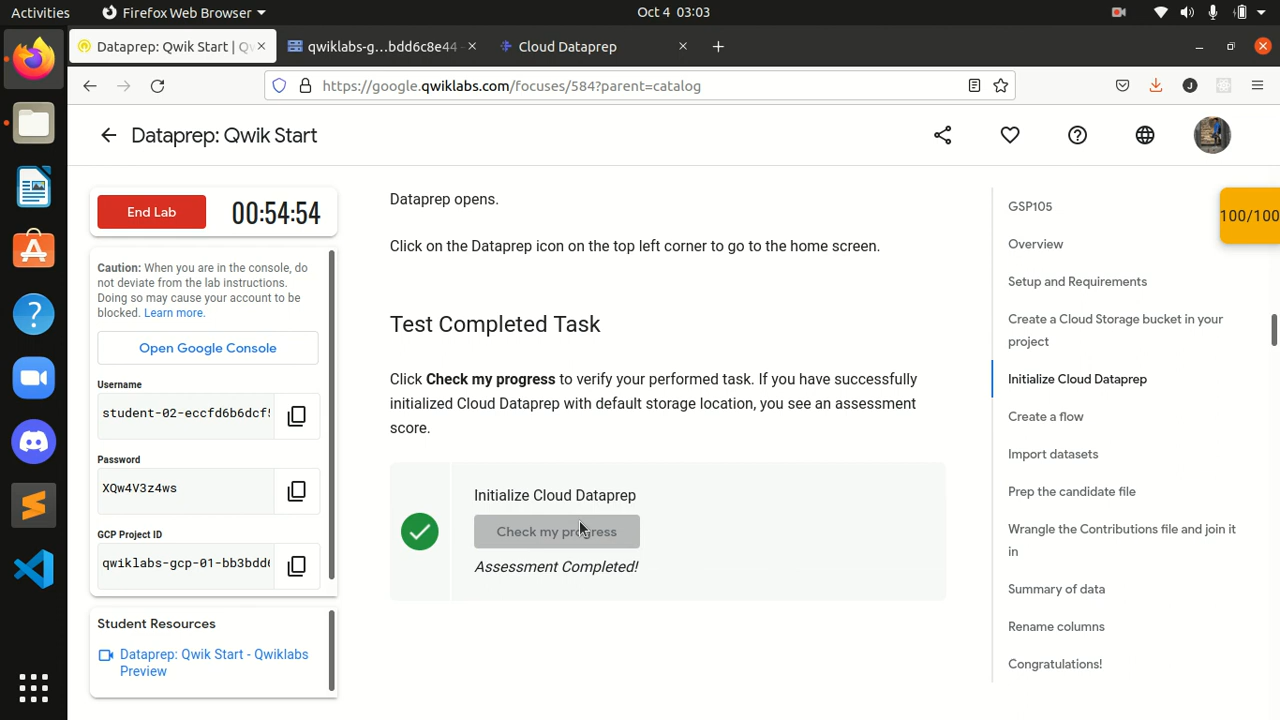 Activities
Firefox Web Browser
Oct 4 03:03
Dataprep: Qwik Start | Qw
qwiklabs-g...bdd6c8e44
Cloud Dataprep
https://google.qwiklabs.com/focuses/584?parent=catalog
Dataprep: Qwik Start
End Lab
00:54:54
Caution: When you are in the console, do
not deviate from the lab instructions.
Doing so may cause your account to be
blocked. Learn more.
Open Google Console
Username
student-02-eccfd6b6dcf
Password
XQw4V3z4ws
GCP Project ID
qwiklabs-gcp-01-bb3bdd
Student Resources
Dataprep: Qwik Start - Qwiklabs
Preview
Dataprep opens.
Click on the Dataprep icon on the top left corner to go to the home screen.
Test Completed Task
Click Check my progress to verify your performed task. If you have successfully
initialized Cloud Dataprep with default storage location, you see an assessment
score.
Initialize Cloud Dataprep
Check my progress
Assessment Completed!
GSP105
Overview
Setup and Requirements
Create a Cloud Storage bucket in your
project
Initialize Cloud Dataprep
Create a flow
Import datasets
Prep the candidate file
Wrangle the Contributions file and join it
in
Summary of data
Rename columns
Congratulations!
100/100